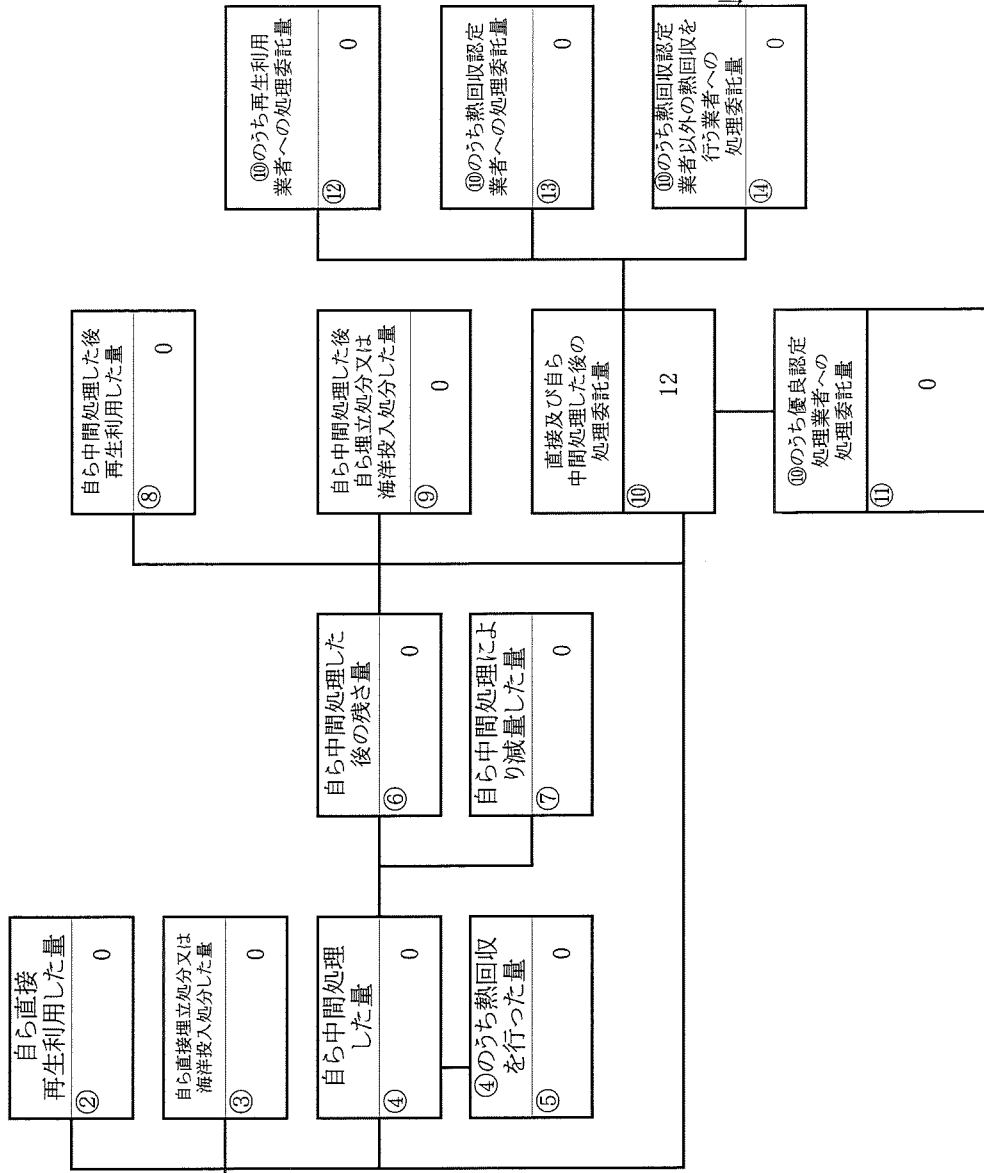 自ら直接
再生利用した量
②
0
自ら直接埋立処分又は
海洋投入処分した量
③
0
自ら中間処理
した量
④
0
④のうち熱回収
を行った量
⑤
0
自ら中間処理した
後の残さ量
⑥
0
自ら中間処理によ
り減量した量
⑦
0
自ら中間処理した後
再生利用した量
⑧
0
自ら中間処理した後
自ら埋立処分又は
海洋投入処分した量
⑨
0
直接及び自ら
中間処理した後の
処理委託量
⑩
12
⑩のうち優良認定
処理業者への
処理委託量
⑪
0
⑩のうち再生利用
業者への処理委託量
⑫
0
⑩のうち熱回収認定
業者への処理委託量
⑬
0
⑩のうち熱回収認定
業者以外の熱回収を
行う業者への
処理委託量
⑭
0